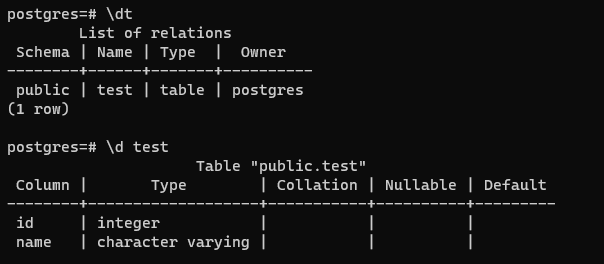 postgres=# \dt
        List of relations
 Schema | Name | Type  |  Owner
--------+------+-------+----------
 public | test | table | postgres
(1 row)
postgres=# \d test
                     Table "public.test"
 Column |       Type        | Collation | Nullable | Default
--------+-------------------+-----------+----------+---------
 id     | integer           |           |          |
 name   | character varying |           |          |